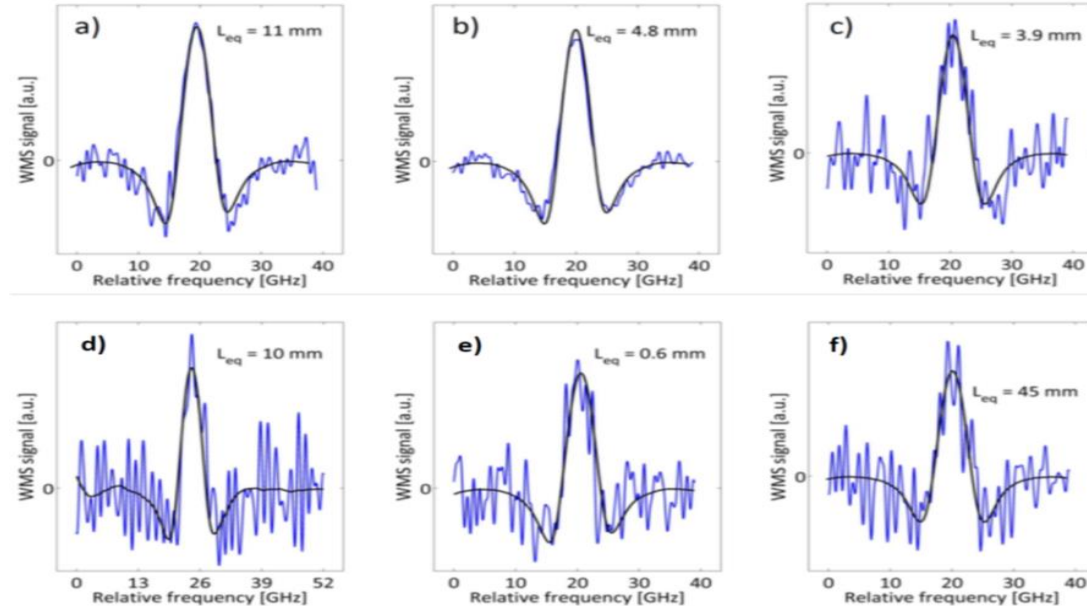 a)
L_eq = 11 mm
WMS signal [a.u.]
0
0 10 20 30 40
Relative frequency [GHz]
b)
L_eq = 4.8 mm
WMS signal [a.u.]
0
0 10 20 30 40
Relative frequency [GHz]
c)
L_eq = 3.9 mm
WMS signal [a.u.]
0
0 10 20 30 40
Relative frequency [GHz]
d)
L_eq = 10 mm
WMS signal [a.u.]
0
0 13 26 39 52
Relative frequency [GHz]
e)
L_eq = 0.6 mm
WMS signal [a.u.]
0
0 10 20 30 40
Relative frequency [GHz]
f)
L_eq = 45 mm
WMS signal [a.u.]
0
0 10 20 30 40
Relative frequency [GHz]